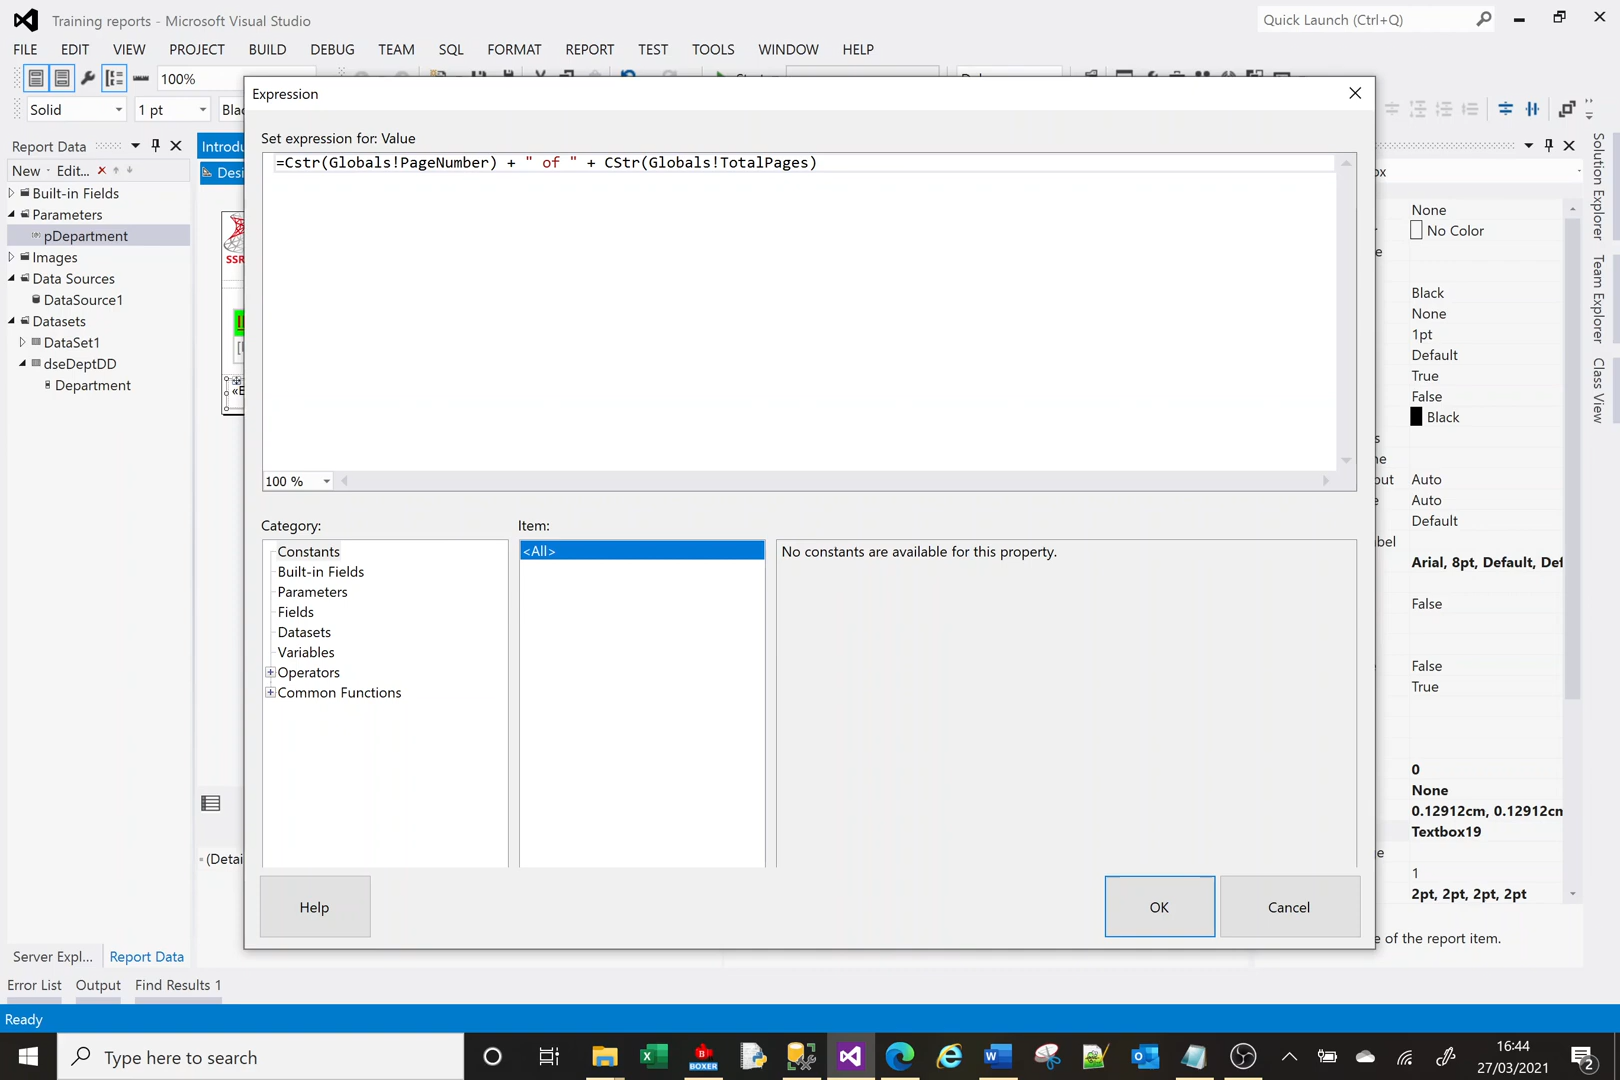 Training reports - Microsoft Visual Studio
Quick Launch (Ctrl+Q)
FILE EDIT VIEW PROJECT BUILD DEBUG TEAM SQL FORMAT REPORT TEST TOOLS WINDOW HELP
100%
Solid 1 pt
Expression
Report Data
New Edit...
Built-in Fields
Parameters
pDepartment
Images
Data Sources
DataSource1
Datasets
DataSet1
dseDeptDD
Department
Set expression for: Value
=Cstr(Globals!PageNumber) + " of " + CStr(Globals!TotalPages)
100 %
Category:
Constants
Built-in Fields
Parameters
Fields
Datasets
Variables
Operators
Common Functions
Item:
<All>
No constants are available for this property.
Help
OK
Cancel
None
No Color
Black
None
1pt
Default
True
False
Black
Auto
Auto
Default
Arial, 8pt, Default, Def
False
False
True
0
None
0.12912cm, 0.12912cm
Textbox19
1
2pt, 2pt, 2pt, 2pt
e of the report item.
Solution Explorer
Team Explorer
Class View
(Detai
Server Expl... Report Data
Error List Output Find Results 1
Ready
Type here to search
BOXER
16:44
27/03/2021
2